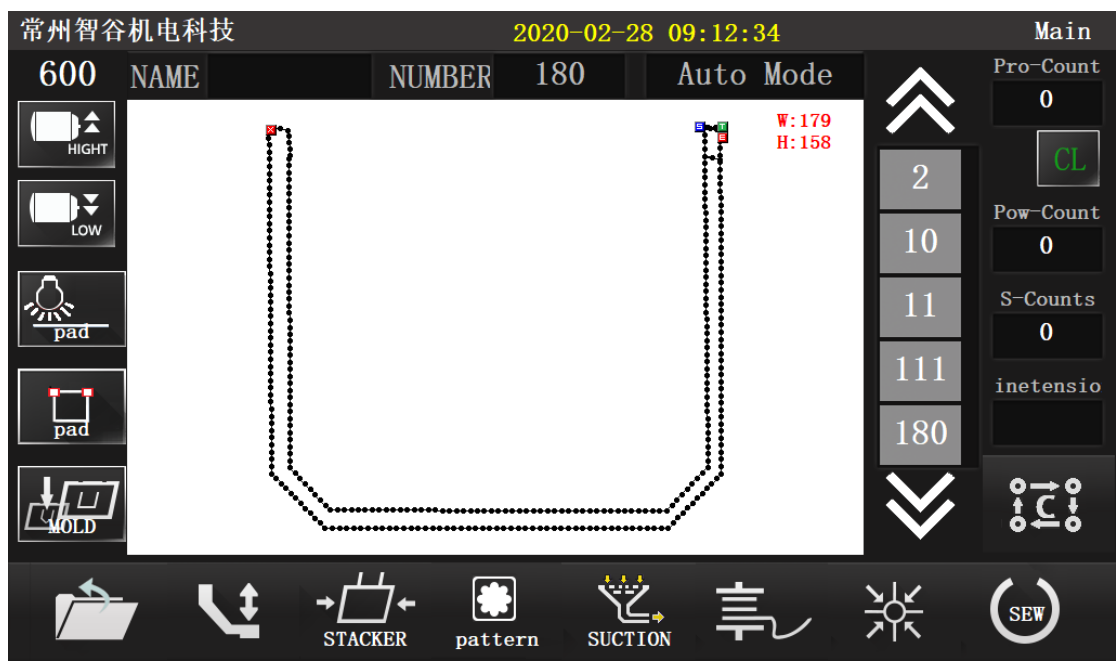 常州智谷机电科技 2020-02-28 09:12:34 Main
600 NAME NUMBER 180 Auto Mode
Pro-Count
0
CL
Pow-Count
0
S-Counts
0
inetensio
HIGHT
LOW
pad
pad
MOLD
X
S T
E
W:179
H:158
2
10
11
111
180
C
STACKER
pattern
SUCTION
SEW